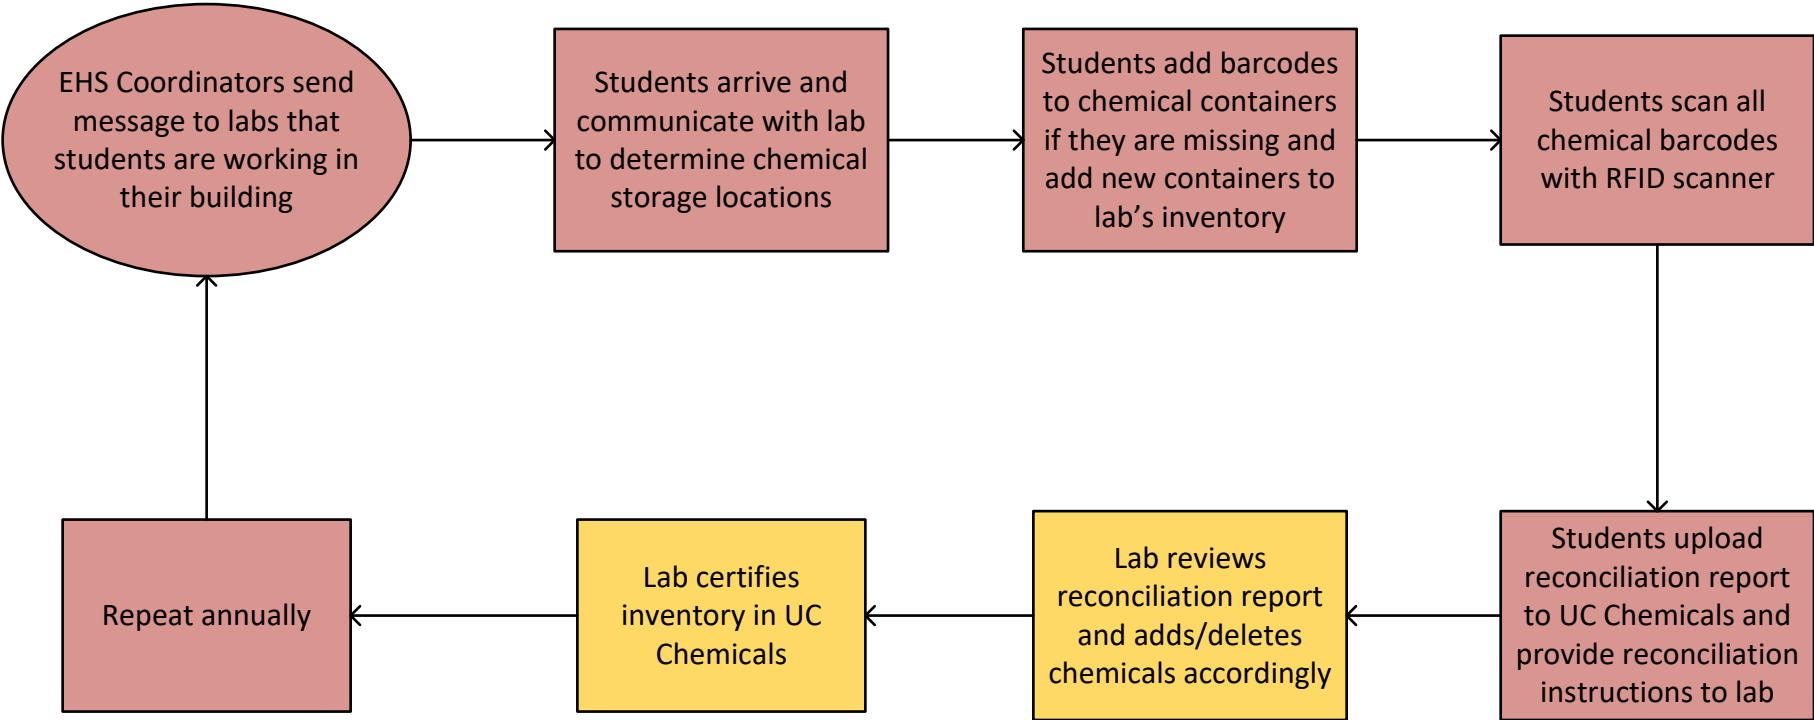 EHS Coordinators send
message to labs that
students are working in
their building
Students arrive and
communicate with lab
to determine chemical
storage locations
Students add barcodes
to chemical containers
if they are missing and
add new containers to
lab’s inventory
Students scan all
chemical barcodes
with RFID scanner
Students upload
reconciliation report
to UC Chemicals and
provide reconciliation
instructions to lab
Lab reviews
reconciliation report
and adds/deletes
chemicals accordingly
Lab certifies
inventory in UC
Chemicals
Repeat annually